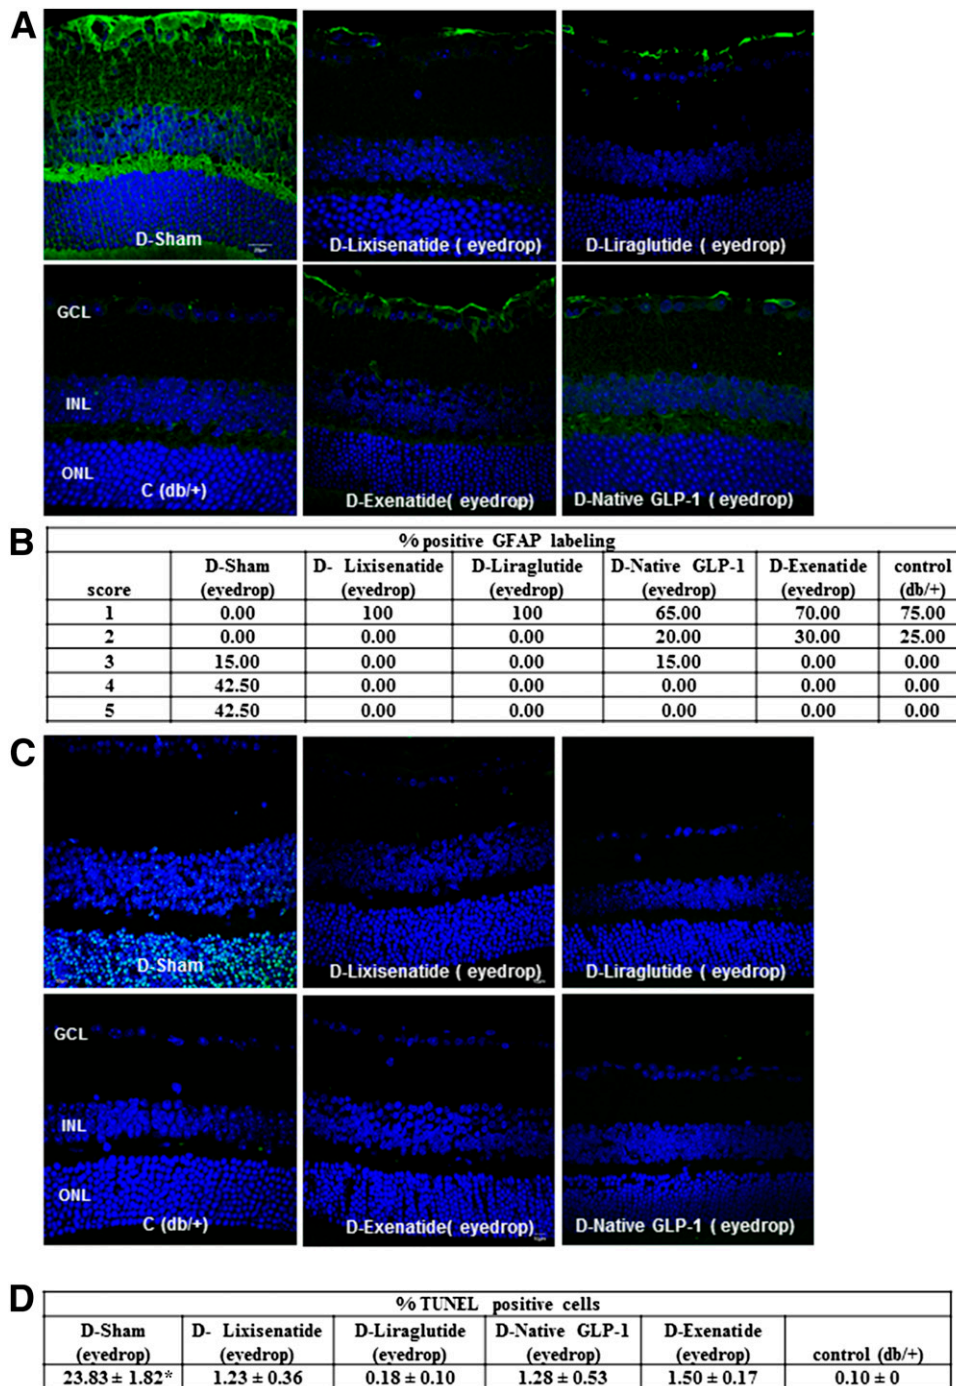 A
D-Sham
D-Lixisenatide ( eyedrop)
D-Liraglutide ( eyedrop)
GCL
INL
ONL
C (db/+)
D-Exenatide( eyedrop)
D-Native GLP-1 ( eyedrop)
B
% positive GFAP labeling
score D-Sham (eyedrop) D- Lixisenatide (eyedrop) D-Liraglutide (eyedrop) D-Native GLP-1 (eyedrop) D-Exenatide (eyedrop) control (db/+)
1 0.00 100 100 65.00 70.00 75.00
2 0.00 0.00 0.00 20.00 30.00 25.00
3 15.00 0.00 0.00 15.00 0.00 0.00
4 42.50 0.00 0.00 0.00 0.00 0.00
5 42.50 0.00 0.00 0.00 0.00 0.00
C
D-Sham
D-Lixisenatide ( eyedrop)
D-Liraglutide ( eyedrop)
GCL
INL
ONL
C (db/+)
D-Exenatide( eyedrop)
D-Native GLP-1 ( eyedrop)
D
% TUNEL positive cells
D-Sham (eyedrop) D- Lixisenatide (eyedrop) D-Liraglutide (eyedrop) D-Native GLP-1 (eyedrop) D-Exenatide (eyedrop) control (db/+)
23.83 ± 1.82* 1.23 ± 0.36 0.18 ± 0.10 1.28 ± 0.53 1.50 ± 0.17 0.10 ± 0